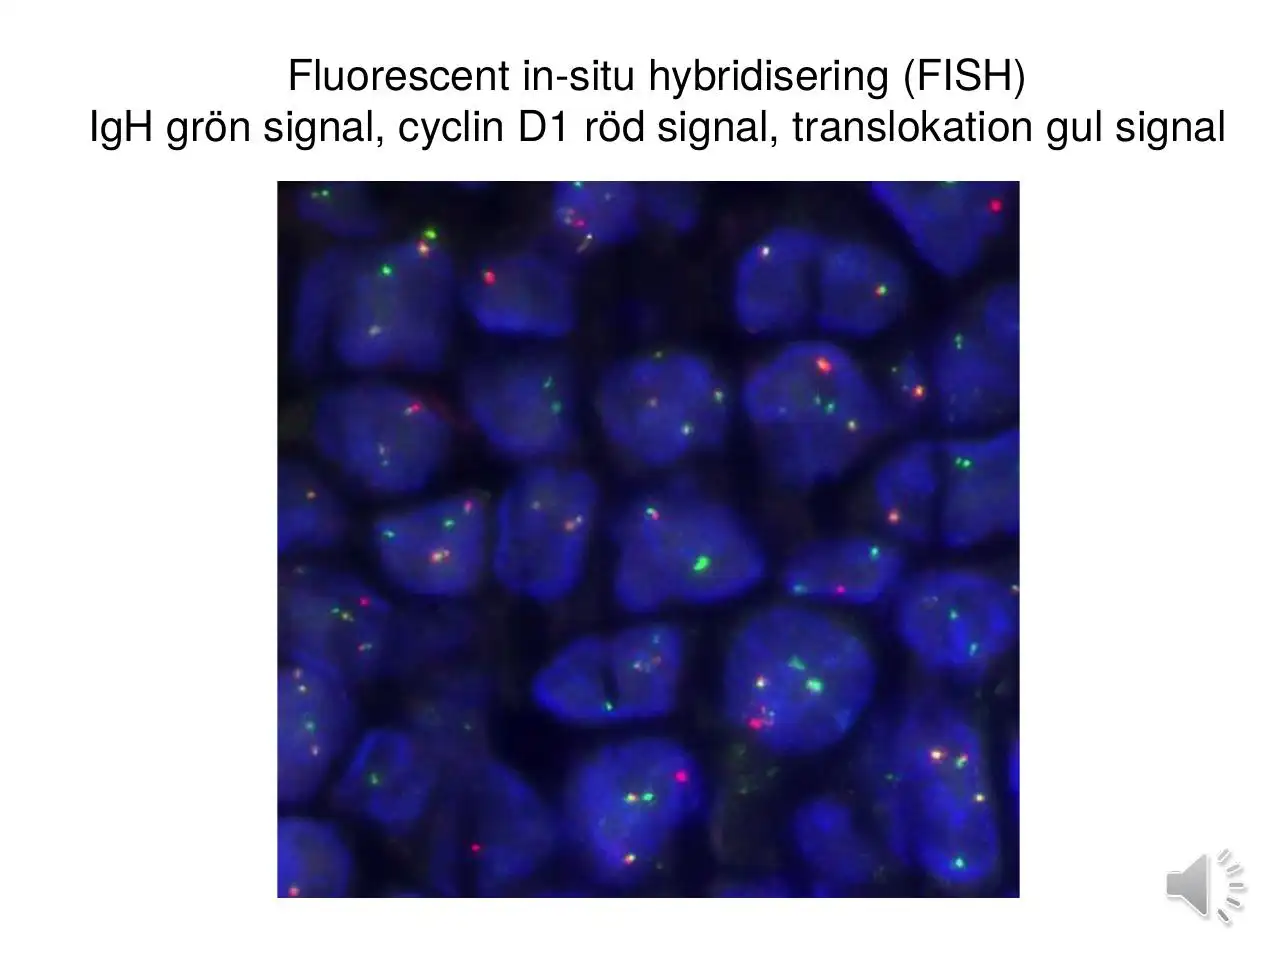 Fluorescent in-situ hybridisering (FISH)
IgH grön signal, cyclin D1 röd signal, translokation gul signal